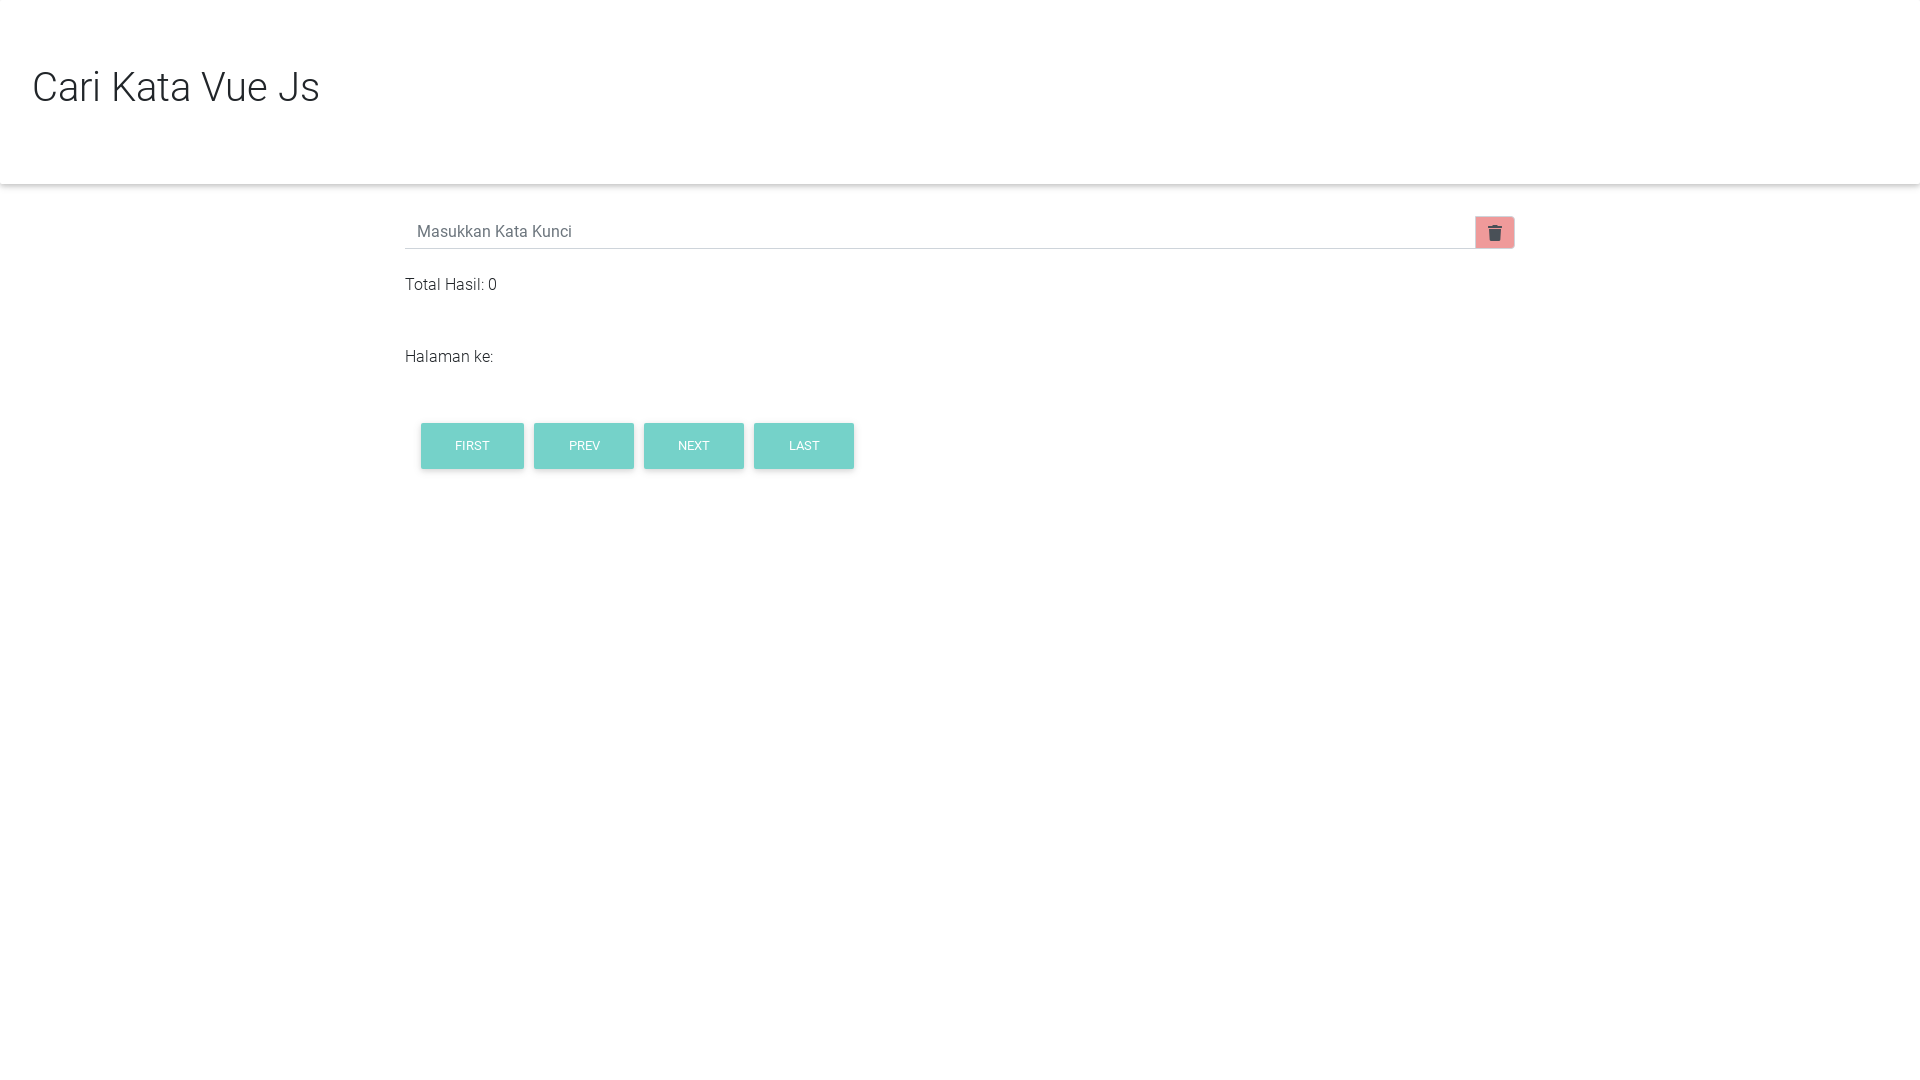 Cari Kata Vue Js
Masukkan Kata Kunci
Total Hasil: 0
Halaman ke:
FIRST PREV NEXT LAST